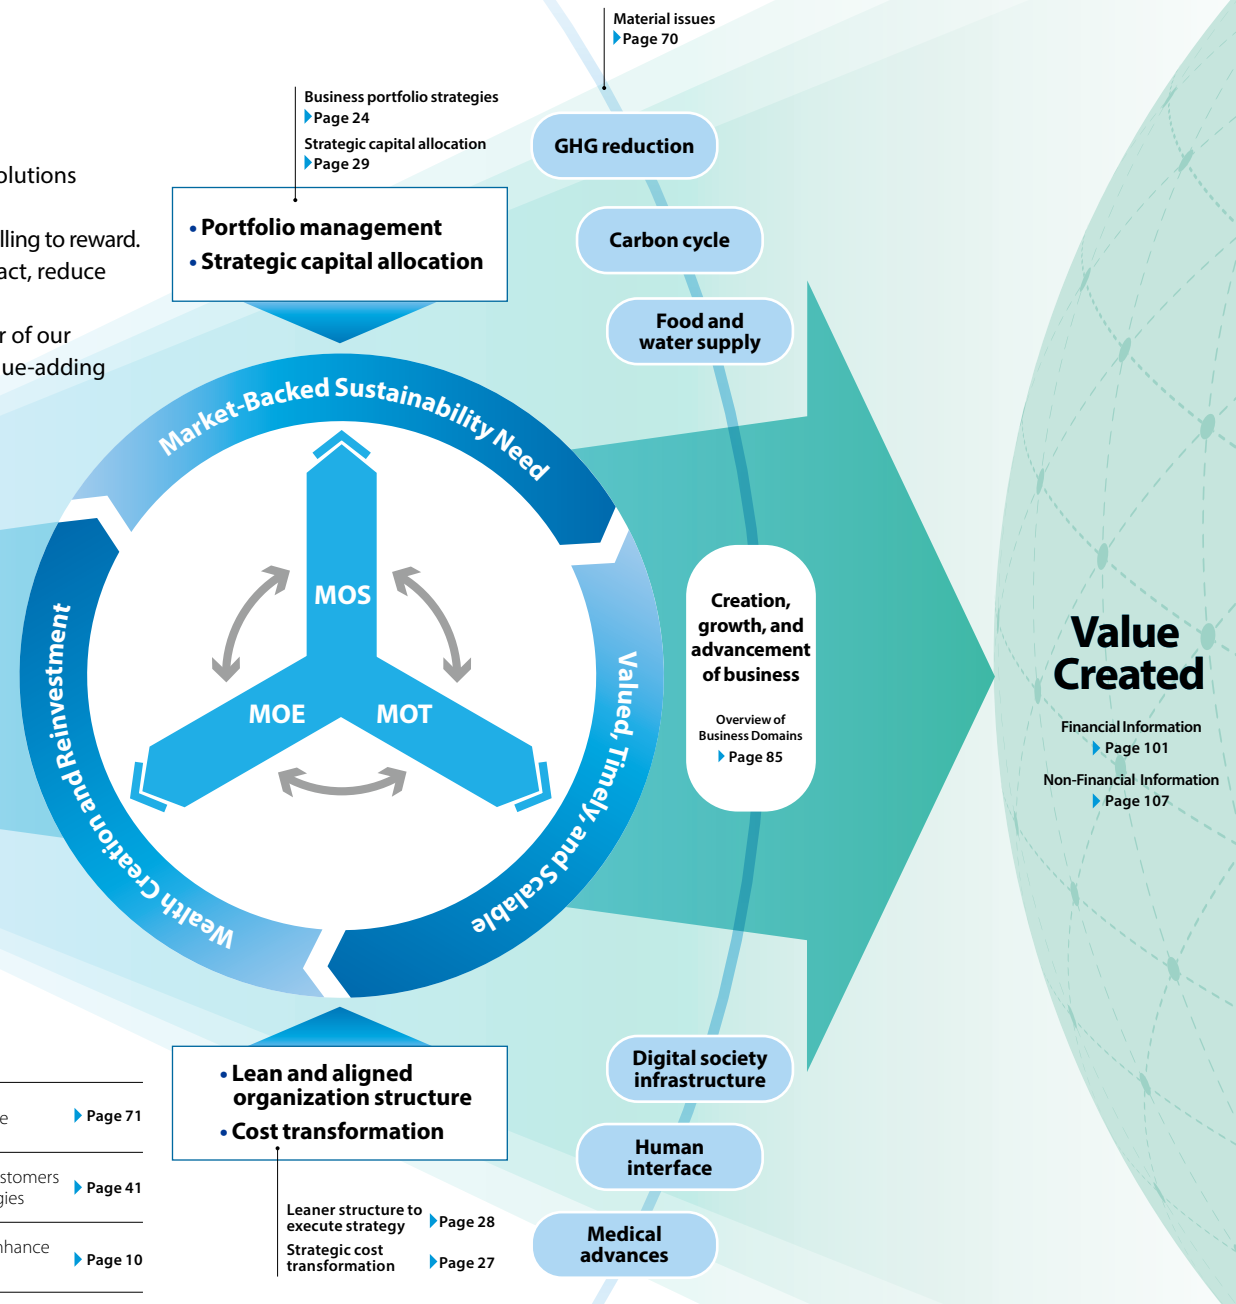 Material issues
Page 70
Business portfolio strategies
Page 24
Strategic capital allocation
Page 29
olutions
lling to reward.
act, reduce
r of our
ue-adding
• Portfolio management
• Strategic capital allocation
GHG reduction
Carbon cycle
Food and
water supply
Market-Backed Sustainability Need
Valued, Timely, and Scalable
Wealth Creation and Reinvestment
MOS
MOE
MOT
Creation,
growth, and
advancement
of business
Overview of
Business Domains
Page 85
Value
Created
Financial Information
Page 101
Non-Financial Information
Page 107
• Lean and aligned
organization structure
• Cost transformation
Leaner structure to
execute strategy
Page 28
Strategic cost
transformation
Page 27
Digital society
infrastructure
Human
interface
Medical
advances
e
Page 71
stomers
gies
Page 41
nhance
Page 10